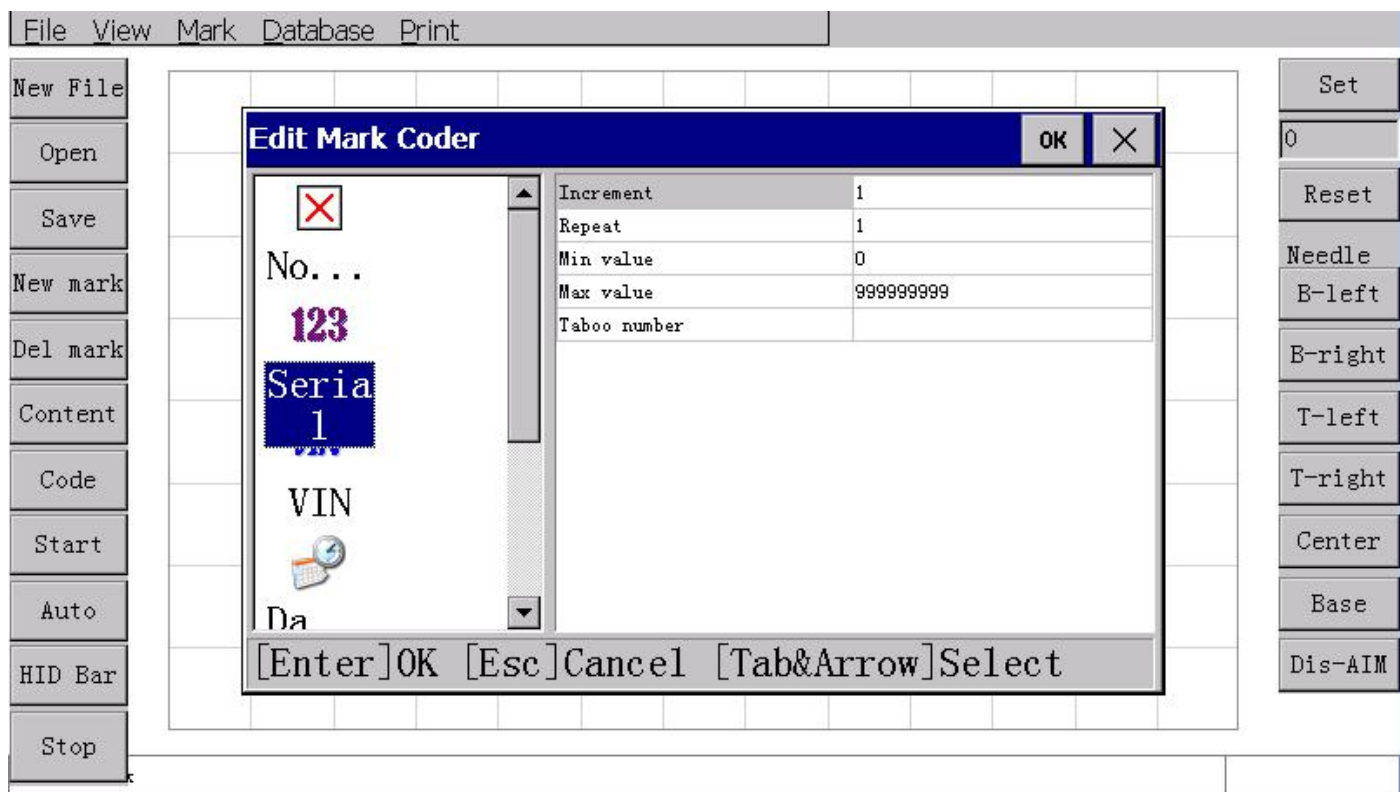 File View Mark Database Print
New File
Open
Save
New mark
Del mark
Content
Code
Start
Auto
HID Bar
Stop
Edit Mark Coder
OK
No...
123
Seria
l
VIN
Da
Increment 1
Repeat 1
Min value 0
Max value 999999999
Taboo number
[Enter]OK [Esc]Cancel [Tab&Arrow]Select
Set
0
Reset
Needle
B-left
B-right
T-left
T-right
Center
Base
Dis-AIM